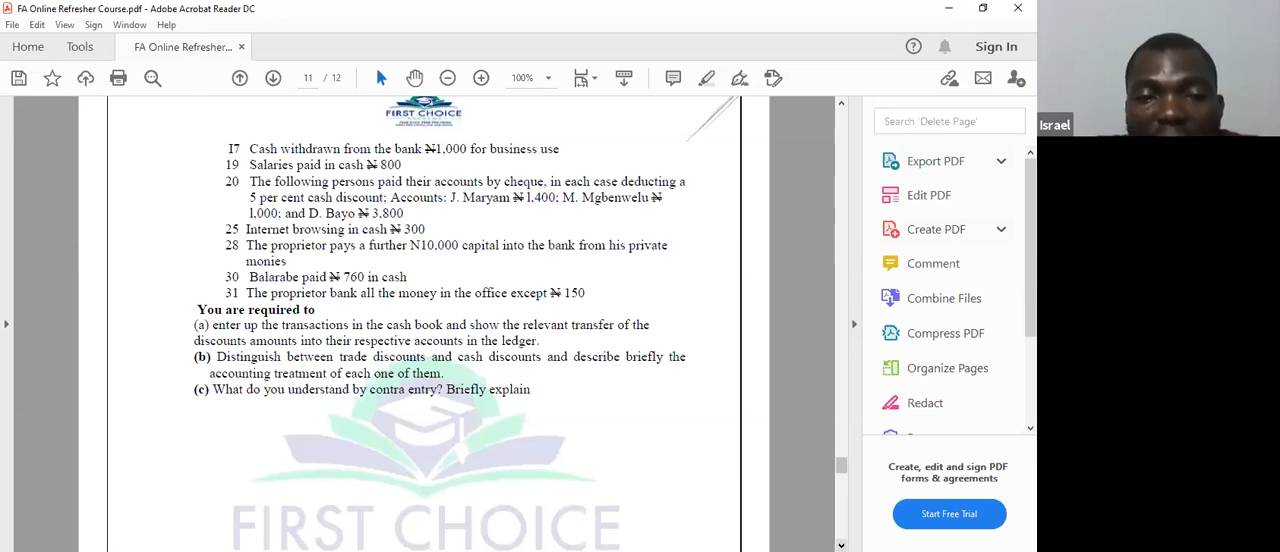 FA Online Refresher Course.pdf - Adobe Acrobat Reader DC
File Edit View Sign Window Help
Home Tools FA Online Refresher... × Sign In
11 / 12 100%
FIRST CHOICE
17 Cash withdrawn from the bank ₦1,000 for business use
19 Salaries paid in cash ₦ 800
20 The following persons paid their accounts by cheque, in each case deducting a
5 per cent cash discount; Accounts: J. Maryam ₦ 1,400; M. Mgbenwelu ₦
1,000; and D. Bayo ₦ 3,800
25 Internet browsing in cash ₦ 300
28 The proprietor pays a further N10,000 capital into the bank from his private
monies
30 Balarabe paid ₦ 760 in cash
31 The proprietor bank all the money in the office except ₦ 150
You are required to
(a) enter up the transactions in the cash book and show the relevant transfer of the
discounts amounts into their respective accounts in the ledger.
(b) Distinguish between trade discounts and cash discounts and describe briefly the
accounting treatment of each one of them.
(c) What do you understand by contra entry? Briefly explain
FIRST CHOICE
Search 'Delete Page'
Export PDF
Edit PDF
Create PDF
Comment
Combine Files
Compress PDF
Organize Pages
Redact
Create, edit and sign PDF
forms & agreements
Start Free Trial
Israel